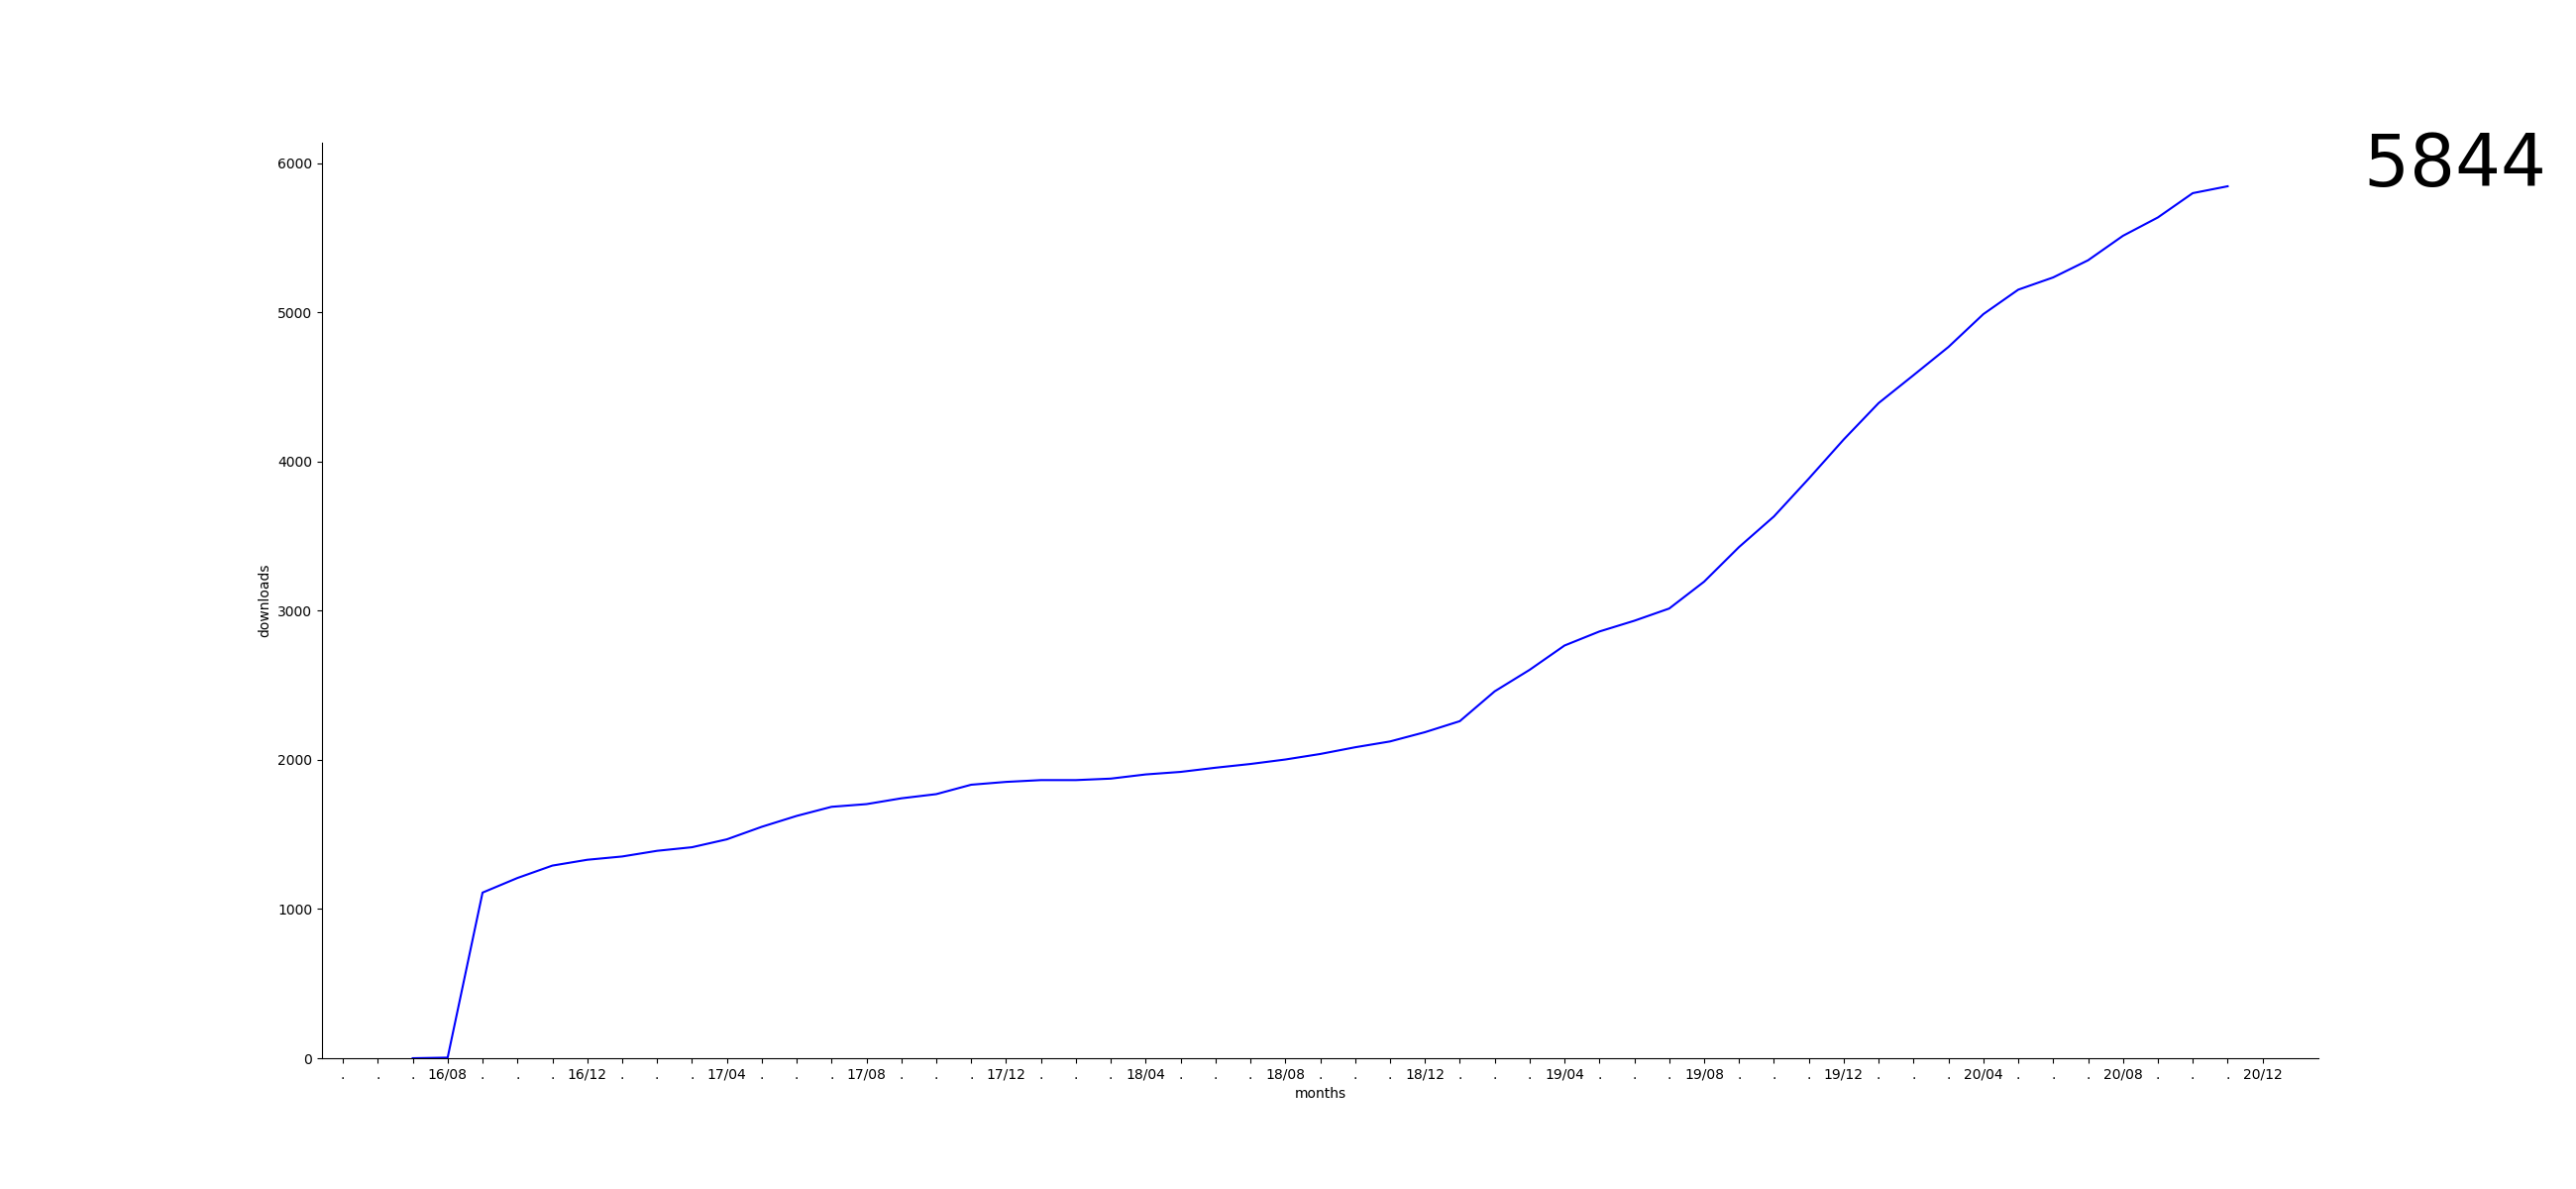 5844
6000
5000
4000
3000
2000
1000
0
downloads
. . . 16/08 . . . 16/12 . . . 17/04 . . . 17/08 . . . 17/12 . . . 18/04 . . . 18/08 . . . 18/12 . . . 19/04 . . . 19/08 . . . 19/12 . . . 20/04 . . . 20/08 . . . 20/12
months